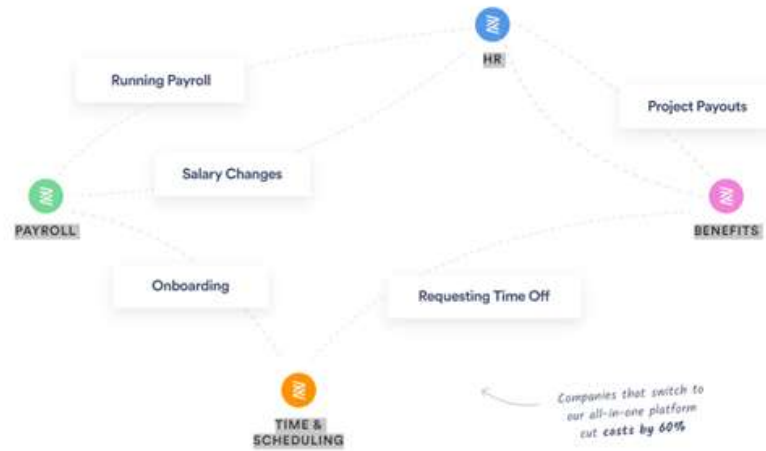 HR
Running Payroll
Project Payouts
Salary Changes
PAYROLL
BENEFITS
Onboarding
Requesting Time Off
TIME &
SCHEDULING
Companies that switch to
our all-in-one platform
cut costs by 60%